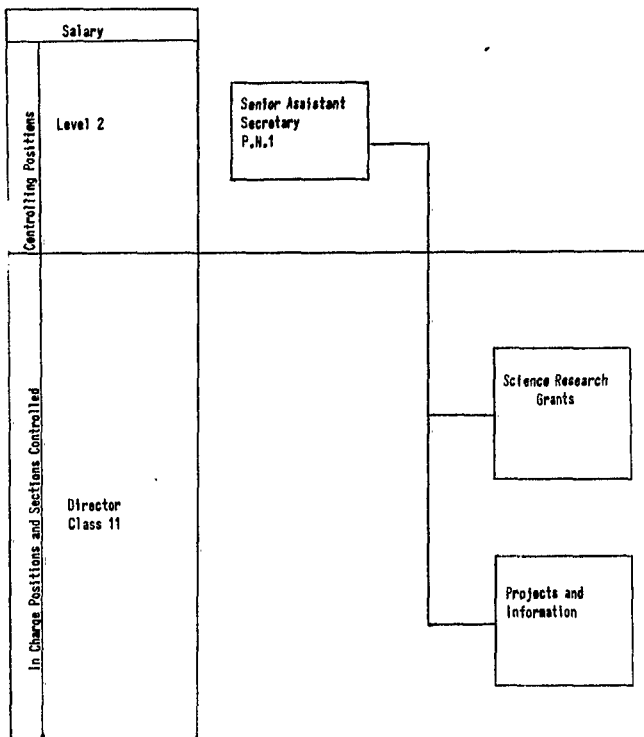 Salary
Controlling Positions
Level 2
Senior Assistant
Secretary
P.N.1
In Charge Positions and Sections Controlled
Director
Class 11
Science Research
Grants
Projects and
Information